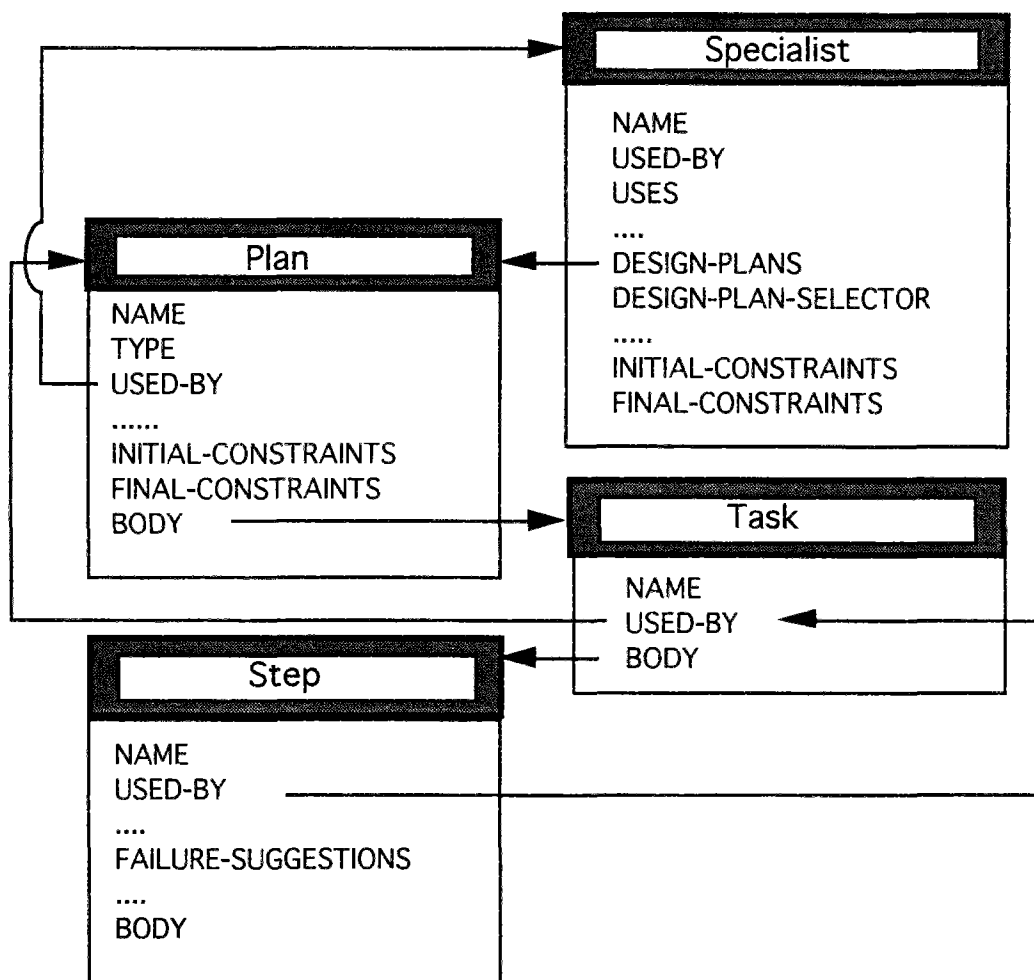 Specialist
NAME
USED-BY
USES
....
DESIGN-PLANS
DESIGN-PLAN-SELECTOR
.....
INITIAL-CONSTRAINTS
FINAL-CONSTRAINTS
Plan
NAME
TYPE
USED-BY
......
INITIAL-CONSTRAINTS
FINAL-CONSTRAINTS
BODY
Task
NAME
USED-BY
BODY
Step
NAME
USED-BY
....
FAILURE-SUGGESTIONS
....
BODY